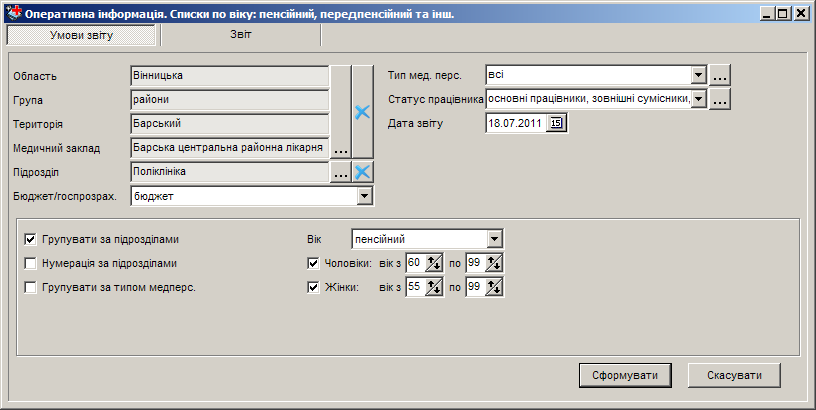 Оперативна інформація. Списки по віку: пенсійний, передпенсійний та інш.
Умови звіту Звіт
Область Вінницька Тип мед. перс. всі ...
Група райони Статус працівника основні працівники, зовнішні сумісники, ...
Територія Барський Дата звіту 18.07.2011 15
Медичний заклад Барська центральна районна лікарня ...
Підрозділ Поліклініка ...
Бюджет/госпрозрах. бюджет
Групувати за підрозділами Вік пенсійний
Нумерація за підрозділами Чоловіки: вік з 60 по 99
Групувати за типом медперс. Жінки: вік з 55 по 99
Сформувати Скасувати